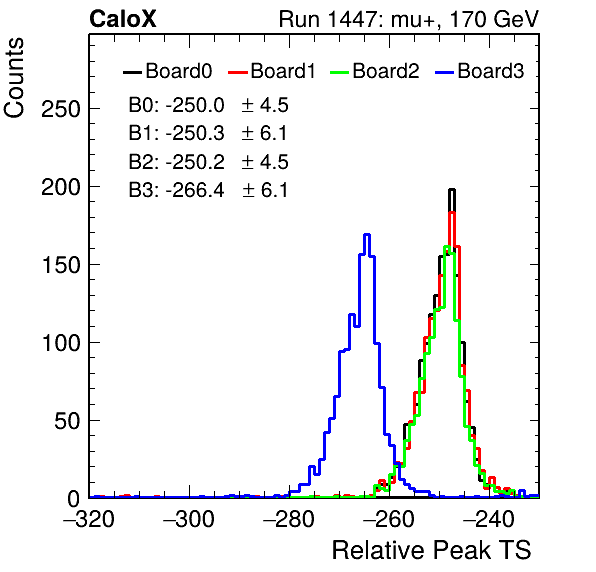 CaloX Run 1447: mu+, 170 GeV
Counts
Board0 Board1 Board2 Board3
B0: -250.0 ± 4.5
B1: -250.3 ± 6.1
B2: -250.2 ± 4.5
B3: -266.4 ± 6.1
250
200
150
100
50
0
−320 −300 −280 −260 −240
Relative Peak TS